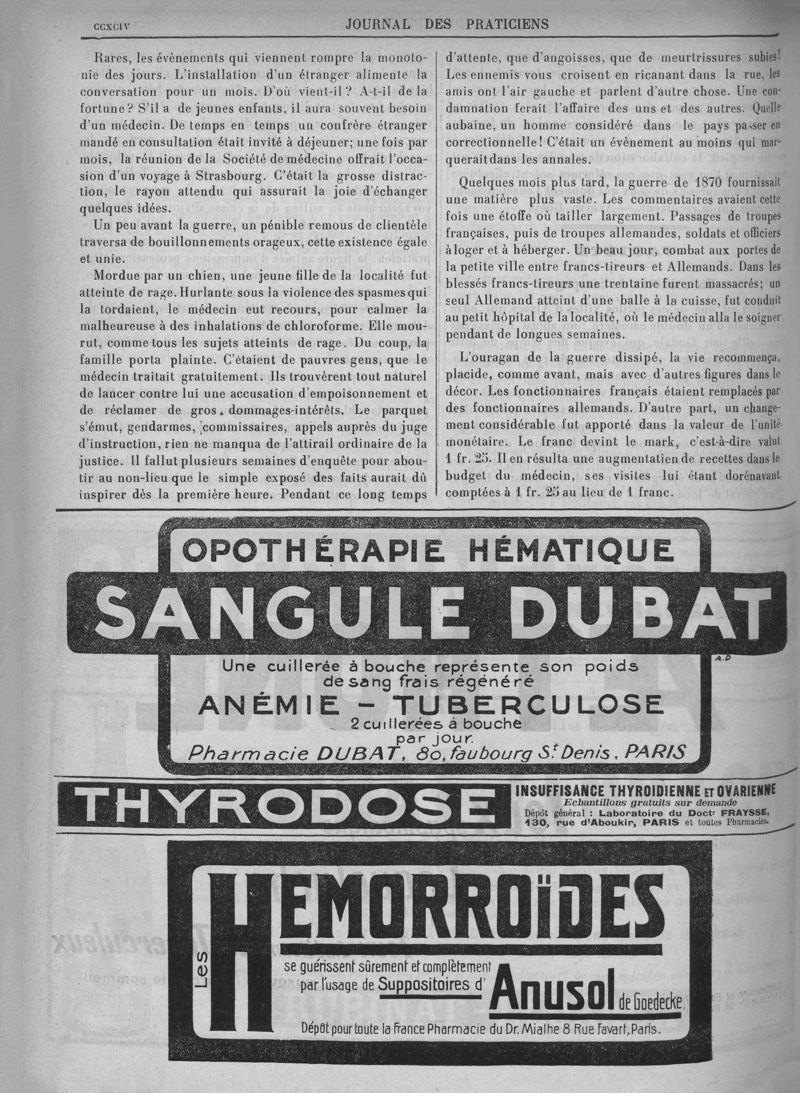 CCXCIV
JOURNAL DES PRATICIENS
Rares, les évènements qui viennent rompre la monoto-
nie des jours. L'installation d'un étranger alimente la
conversation pour un mois. D'où vient-il ? A-t-il de la
fortune ? S'il a de jeunes enfants, il aura souvent besoin
d'un médecin. De temps en temps un confrère étranger
mandé en consultation était invité à déjeuner; une fois par
mois, la réunion de la Société de médecine offrait l'occa-
sion d'un voyage à Strasbourg. C'était la grosse distrac-
tion, le rayon attendu qui assurait la joie d'échanger
quelques idées.
Un peu avant la guerre, un pénible remous de clientèle
traversa de bouillonnements orageux, cette existence égale
et unie.
Mordue par un chien, une jeune fille de la localité fut
atteinte de rage. Hurlante sous la violence des spasmes qui
la tordaient, le médecin eut recours, pour calmer la
malheureuse à des inhalations de chloroforme. Elle mou-
rut, comme tous les sujets atteints de rage. Du coup, la
famille porta plainte. C'étaient de pauvres gens, que le
médecin traitait gratuitement. Ils trouvèrent tout naturel
de lancer contre lui une accusation d'empoisonnement et
de réclamer de gros. dommages-intérêts. Le parquet
s'émut, gendarmes, commissaires, appels auprès du juge
d'instruction, rien ne manqua de l'attirail ordinaire de la
justice. Il fallut plusieurs semaines d'enquête pour abou-
tir au non-lieu que le simple exposé des faits aurait dû
inspirer dès la première heure. Pendant ce long temps
d'attente, que d'angoisses, que de meurtrissures subies!
Les ennemis vous croisent en ricanant dans la rue, les
amis ont l'air gauche et parlent d'autre chose. Une con-
damnation ferait l'affaire des uns et des autres. Quelle
aubaine, un homme considéré dans le pays passer en
correctionnelle! C'était un évènement au moins qui mar-
querait dans les annales.
Quelques mois plus tard, la guerre de 1870 fournissait
une matière plus vaste. Les commentaires avaient cette
fois une étoffe où tailler largement. Passages de troupes
françaises, puis de troupes allemandes, soldats et officiers
à loger et à héberger. Un beau jour, combat aux portes de
la petite ville entre francs-tireurs et Allemands. Dans les
blessés francs-tireurs une trentaine furent massacrés; un
seul Allemand atteint d'une balle à la cuisse, fut conduit
au petit hôpital de la localité, où le médecin alla le soigner
pendant de longues semaines.
L'ouragan de la guerre dissipé, la vie recommença,
placide, comme avant, mais avec d'autres figures dans le
décor. Les fonctionnaires français étaient remplacés par
des fonctionnaires allemands. D'autre part, un change-
ment considérable fut apporté dans la valeur de l'unité
monétaire. Le franc devint le mark, c'est-à-dire valut
1 fr. 25. Il en résulta une augmentation de recettes dans le
budget du médecin, ses visites lui étant dorénavant
comptées à 1 fr. 25 au lieu de 1 franc.
OPOTHÉRAPIE HÉMATIQUE
SANGULE DUBAT
A.D
Une cuillerée à bouche représente son poids
de sang frais régénéré
ANÉMIE – TUBERCULOSE
2 cuillerées à bouche
par jour.
Pharmacie DUBAT, 80, faubourg St Denis, PARIS
THYRODOSE
INSUFFISANCE THYROIDIENNE ET OVARIENNE
Echantillons gratuits sur demande
Dépôt général : Laboratoire du Doctr FRAYSSE,
130, rue d'Aboukir, PARIS et toutes Pharmacies.
LES HEMORROÏDES
se guérissent sûrement et complètement
par l'usage de Suppositoires d'Anusol de Goedecke.
Dépôt pour toute la France Pharmacie du Dr. Mialhe 8 Rue Favart, Paris.